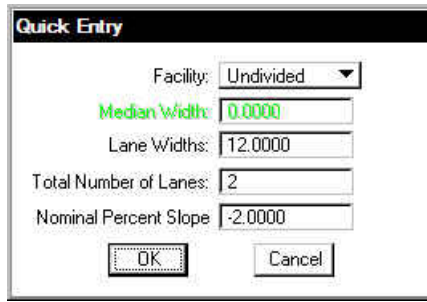 Quick Entry
Facility: Undivided
Median Width: 0.0000
Lane Widths: 12.0000
Total Number of Lanes: 2
Nominal Percent Slope -2.0000
OK Cancel